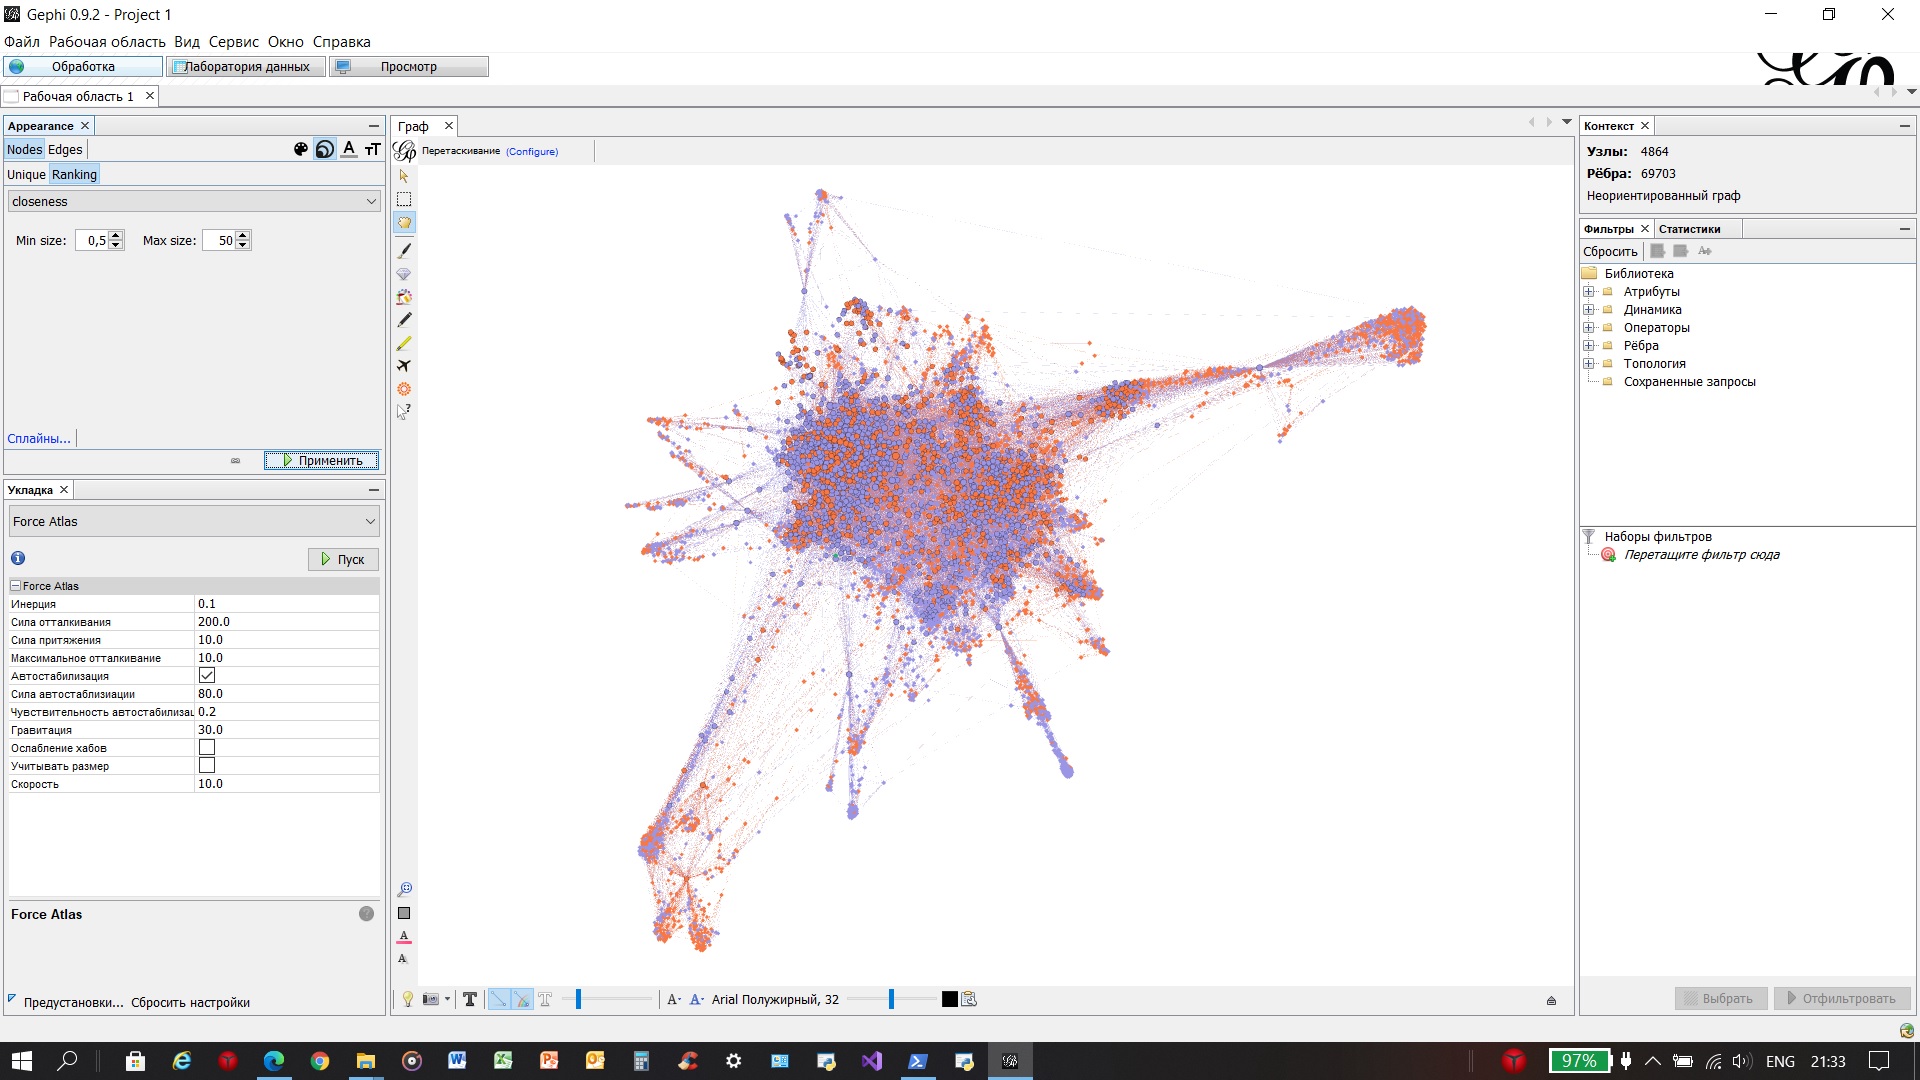 Gephi 0.9.2 - Project 1
Файл Рабочая область Вид Сервис Окно Справка
Обработка Лаборатория данных Просмотр
Рабочая область 1
Appearance
Nodes Edges
Unique Ranking
closeness
Min size: 0,5 Max size: 50
Сплайны...
Применить
Укладка
Force Atlas
Пуск
Force Atlas
Инерция 0.1
Сила отталкивания 200.0
Сила притяжения 10.0
Максимальное отталкивание 10.0
Автостабилизация
Сила автостаблизиации 80.0
Чувствительность автостабилизац 0.2
Гравитация 30.0
Ослабление хабов
Учитывать размер
Скорость 10.0
Force Atlas
Предустановки... Сбросить настройки
Граф
Перетаскивание (Configure)
Arial Полужирный, 32
Контекст
Узлы: 4864
Рёбра: 69703
Неориентированный граф
Фильтры Статистики
Сбросить
Библиотека
Атрибуты
Динамика
Операторы
Рёбра
Топология
Сохраненные запросы
Наборы фильтров
Перетащите фильтр сюда
Выбрать Отфильтровать
97% ENG 21:33